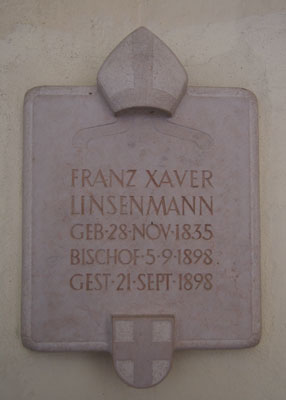 FRANZ XAVER
LINSENMANN
GEB·28·NOV·1835
BISCHOF·5·9·1898
GEST·21·SEPT·1898